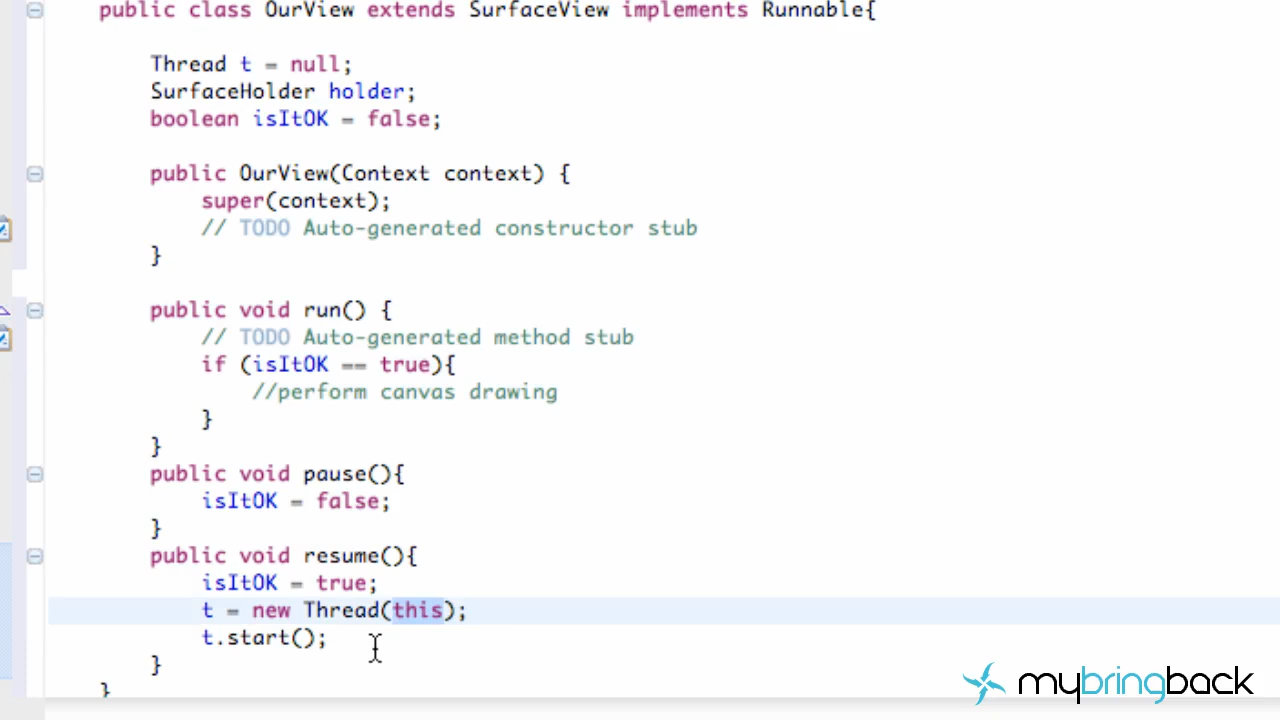 public class OurView extends SurfaceView implements Runnable{
Thread t = null;
SurfaceHolder holder;
boolean isItOK = false;
public OurView(Context context) {
super(context);
// TODO Auto-generated constructor stub
}
public void run() {
// TODO Auto-generated method stub
if (isItOK == true){
//perform canvas drawing
}
}
public void pause(){
isItOK = false;
}
public void resume(){
isItOK = true;
t = new Thread(this);
t.start();
}
}
mybringback